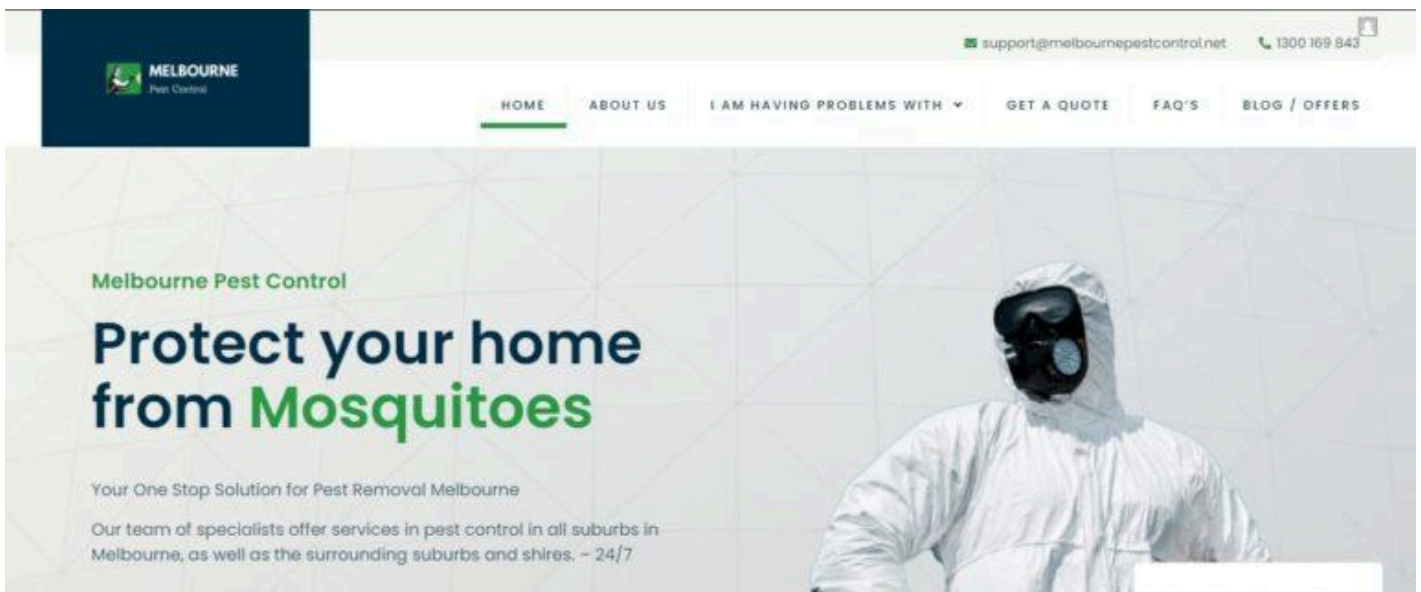 support@melbournepestcontrol.net 1300 169 843
MELBOURNE
Pest Control
HOME ABOUT US I AM HAVING PROBLEMS WITH GET A QUOTE FAQ'S BLOG / OFFERS
Melbourne Pest Control
Protect your home
from Mosquitoes
Your One Stop Solution for Pest Removal Melbourne
Our team of specialists offer services in pest control in all suburbs in
Melbourne, as well as the surrounding suburbs and shires. – 24/7